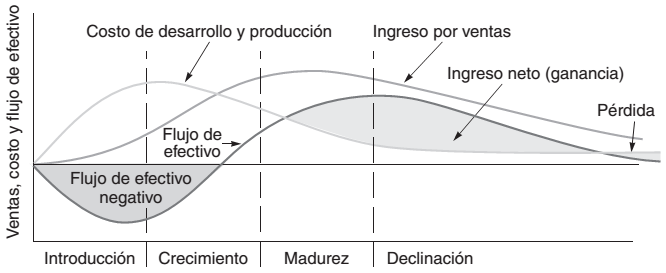 Ventas, costo y flujo de efectivo
Costo de desarrollo y producción
Ingreso por ventas
Ingreso neto (ganancia)
Pérdida
Flujo de
efectivo
Flujo de efectivo
negativo
Introducción
Crecimiento
Madurez
Declinación